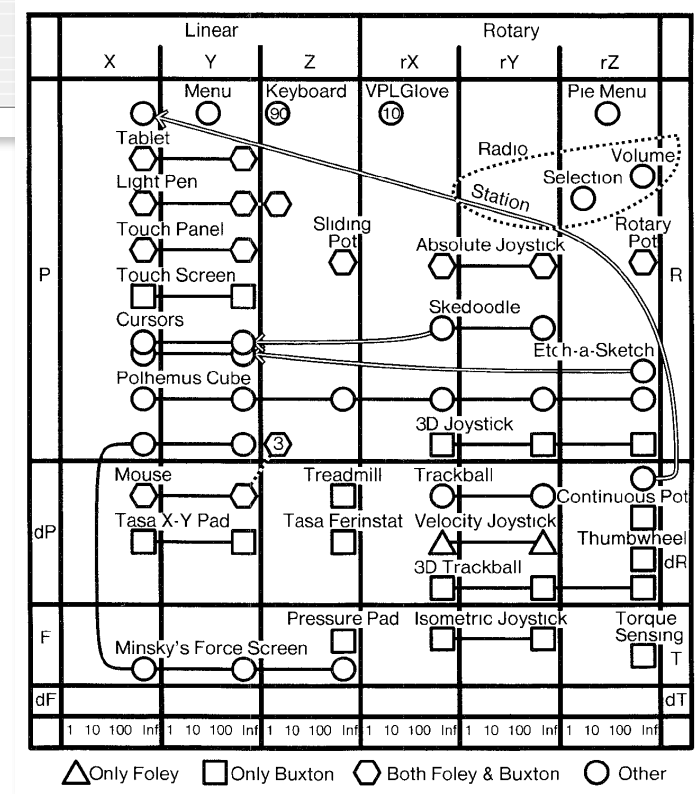 Linear Rotary
X Y Z rX rY rZ
Menu Keyboard VPLGlove Pie Menu
90 10
Tablet
Radio Volume
Light Pen Selection
Station
Touch Panel Sliding Pot Absolute Joystick Rotary Pot
P R
Touch Screen
Skedoodle
Cursors
Etch-a-Sketch
Polhemus Cube
3D Joystick
3
Mouse Treadmill Trackball
Continuous Pot
Tasa X-Y Pad Tasa Ferinstat Velocity Joystick
dP Thumbwheel
dR
3D Trackball
Pressure Pad Isometric Joystick Torque Sensing
F T
Minsky's Force Screen
dF dT
1 10 100 Inf 1 10 100 Inf 1 10 100 Inf 1 10 100 Inf 1 10 100 Inf 1 10 100 Inf
Only Foley Only Buxton Both Foley & Buxton Other